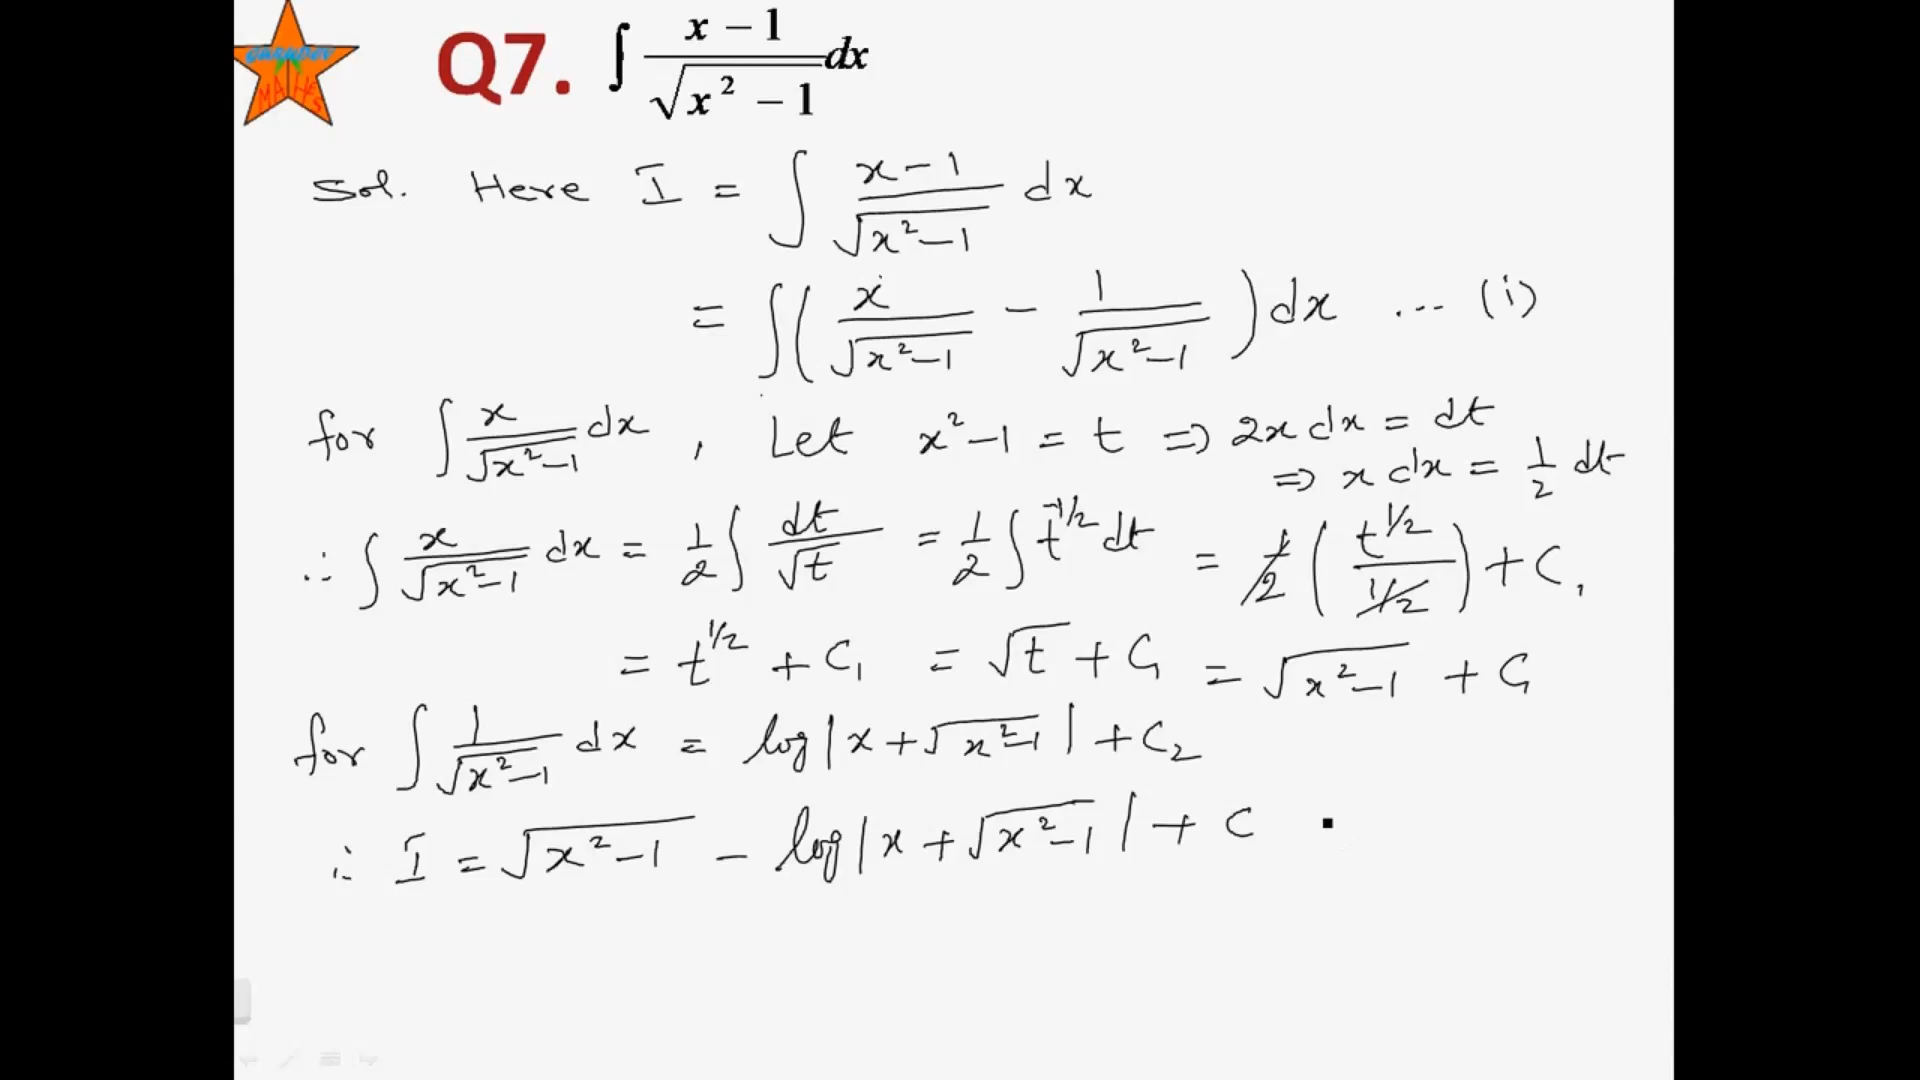 MATHS
Q7. ∫ (x − 1)/√(x² − 1) dx
Sol. Here I = ∫ (x−1)/√(x²−1) dx
= ∫ ( x/√(x²−1) − 1/√(x²−1) ) dx ... (i)
for ∫ x/√(x²−1) dx , Let x²−1 = t ⇒ 2x dx = dt
⇒ x dx = 1/2 dt
∴ ∫ x/√(x²−1) dx = 1/2 ∫ dt/√t = 1/2 ∫ t^(-1/2) dt = 1/2 ( t^(1/2) / (1/2) ) + C₁
= t^(1/2) + C₁ = √t + C₁ = √(x²−1) + C₁
for ∫ 1/√(x²−1) dx = log|x + √(x²−1)| + C₂
∴ I = √(x²−1) − log|x + √(x²−1)| + C .